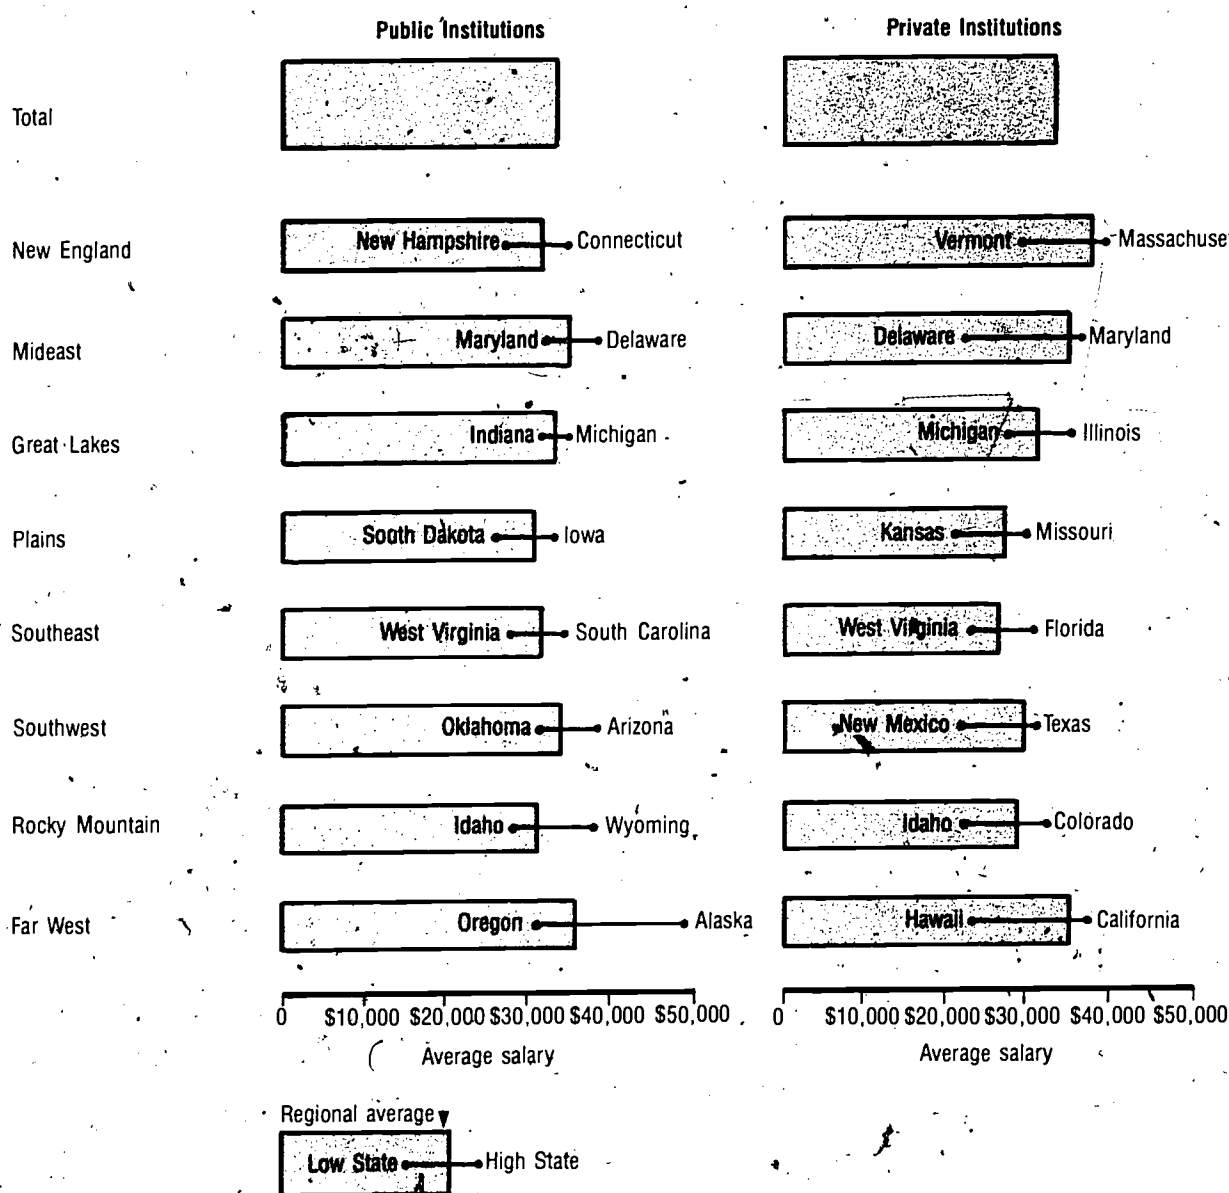 Public Institutions
Private Institutions
Total
New England
New Hampshire
Connecticut
Vermont
Massachuse
Mideast
Maryland
Delaware
Delaware
Maryland
Great Lakes
Indiana
Michigan
Michigan
Illinois
Plains
South Dakota
Iowa
Kansas
Missouri
Southeast
West Virginia
South Carolina
West Virginia
Florida
Southwest
Oklahoma
Arizona
New Mexico
Texas
Rocky Mountain
Idaho
Wyoming
Idaho
Colorado
Far West
Oregon
Alaska
Hawaii
California
0 $10,000 $20,000 $30,000 $40,000 $50,000
0 $10,000 $20,000 $30,000 $40,000 $50,000
Average salary
Average salary
Regional average
Low State
High State